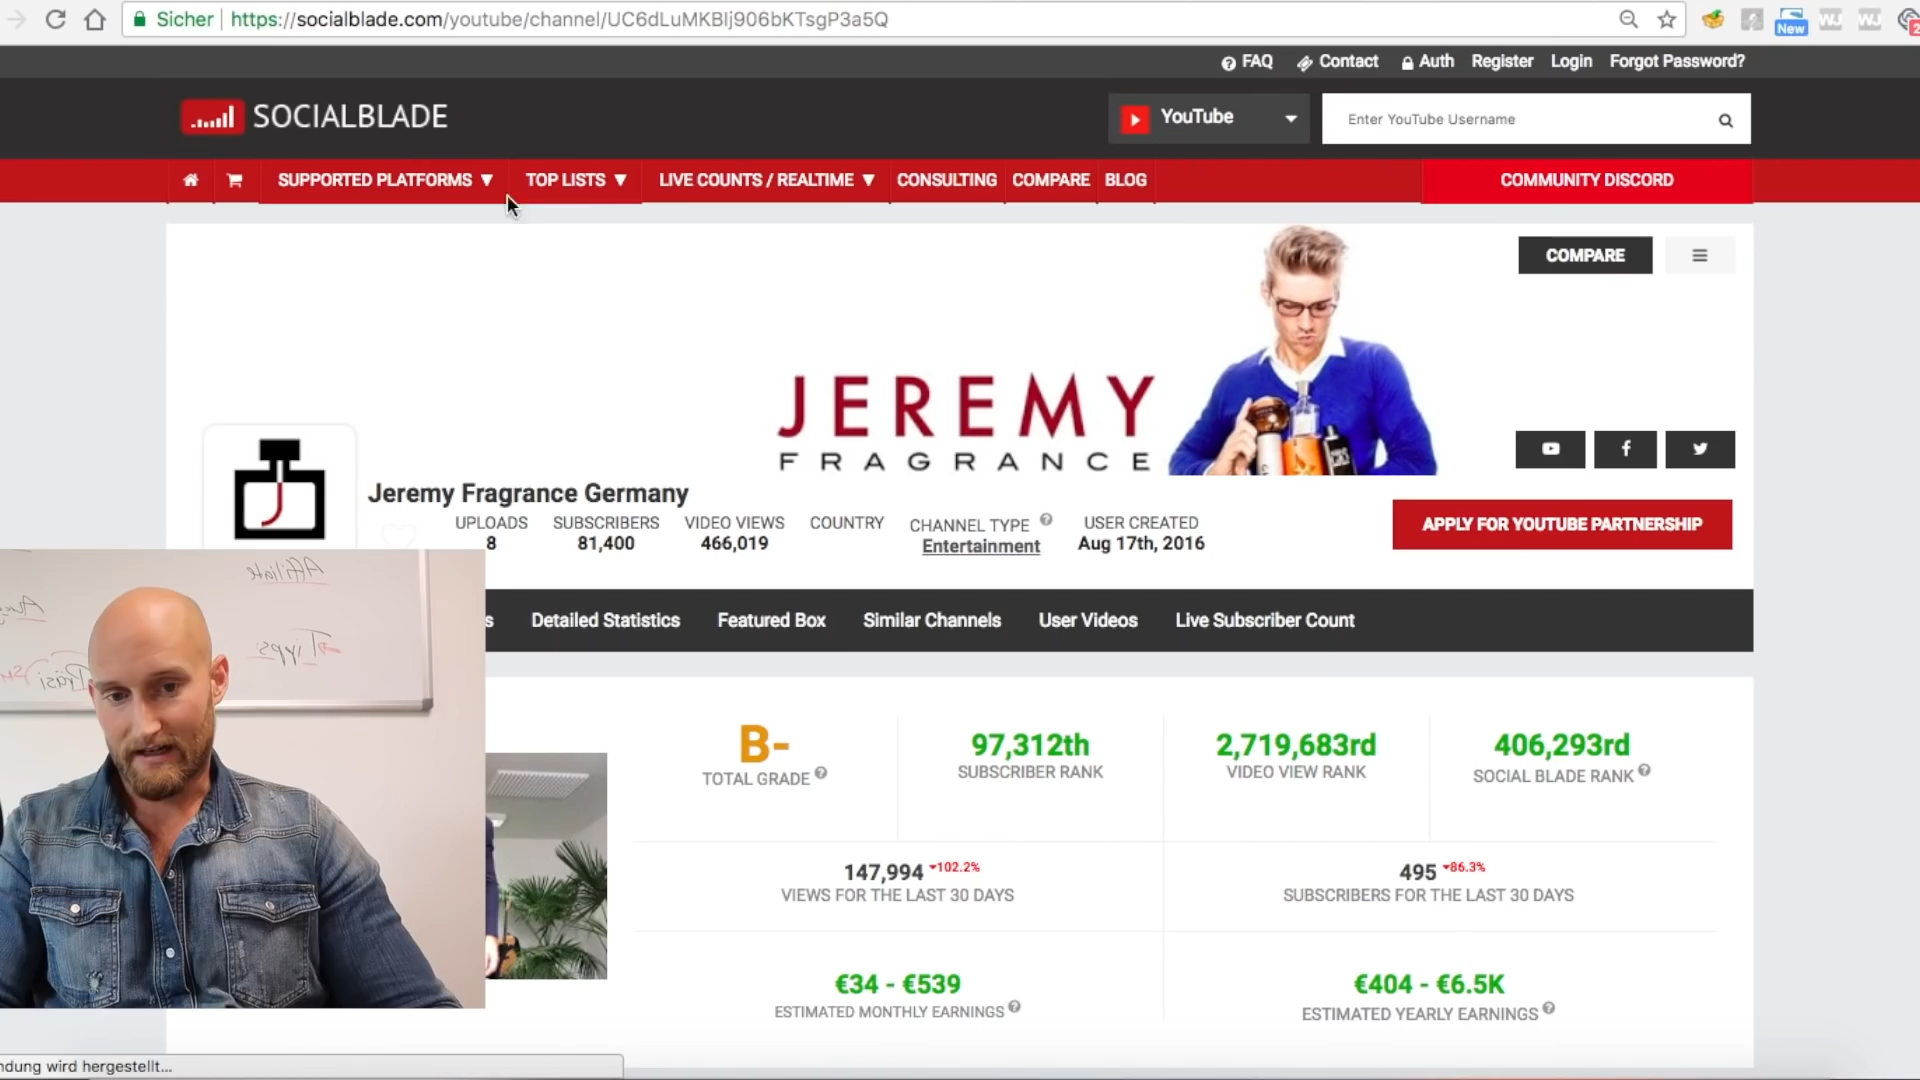 Sicher | https://socialblade.com/youtube/channel/UC6dLuMKBIj906bKTsgP3a5Q
New
WJ
WJ
2
FAQ
Contact
Auth
Register
Login
Forgot Password?
SOCIALBLADE
YouTube
Enter YouTube Username
SUPPORTED PLATFORMS ▼
TOP LISTS ▼
LIVE COUNTS / REALTIME ▼
CONSULTING
COMPARE
BLOG
COMMUNITY DISCORD
COMPARE
JEREMY
FRAGRANCE
J
Jeremy Fragrance Germany
UPLOADS
8
SUBSCRIBERS
81,400
VIDEO VIEWS
466,019
COUNTRY
CHANNEL TYPE
Entertainment
USER CREATED
Aug 17th, 2016
APPLY FOR YOUTUBE PARTNERSHIP
Affiliate
Tipps:
Präsi
s
Detailed Statistics
Featured Box
Similar Channels
User Videos
Live Subscriber Count
B-
TOTAL GRADE
97,312th
SUBSCRIBER RANK
2,719,683rd
VIDEO VIEW RANK
406,293rd
SOCIAL BLADE RANK
147,994 102.2%
VIEWS FOR THE LAST 30 DAYS
495 86.3%
SUBSCRIBERS FOR THE LAST 30 DAYS
€34 - €539
ESTIMATED MONTHLY EARNINGS
€404 - €6.5K
ESTIMATED YEARLY EARNINGS
ndung wird hergestellt...